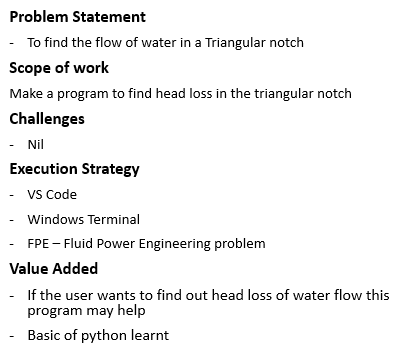 Problem Statement
- To find the flow of water in a Triangular notch
Scope of work
Make a program to find head loss in the triangular notch
Challenges
- Nil
Execution Strategy
- VS Code
- Windows Terminal
- FPE – Fluid Power Engineering problem
Value Added
- If the user wants to find out head loss of water flow this
program may help
- Basic of python learnt